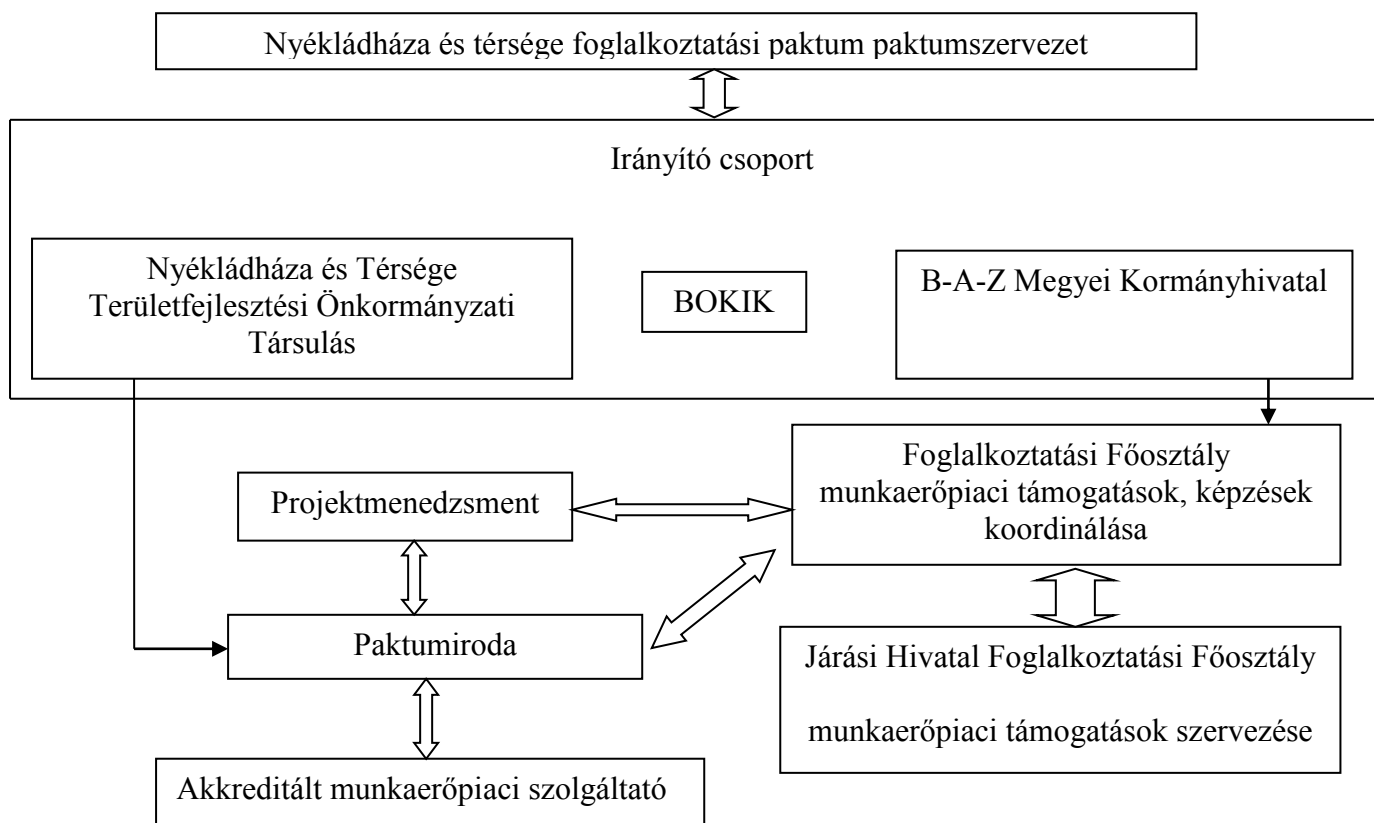 Nyékládháza és térsége foglalkoztatási paktum paktumszervezet
Irányító csoport
Nyékládháza és Térsége
Területfejlesztési Önkormányzati
Társulás
BOKIK
B-A-Z Megyei Kormányhivatal
Foglalkoztatási Főosztály
munkaerőpiaci támogatások, képzések
koordinálása
Projektmenedzsment
Paktumiroda
Járási Hivatal Foglalkoztatási Főosztály
munkaerőpiaci támogatások szervezése
Akkreditált munkaerőpiaci szolgáltató